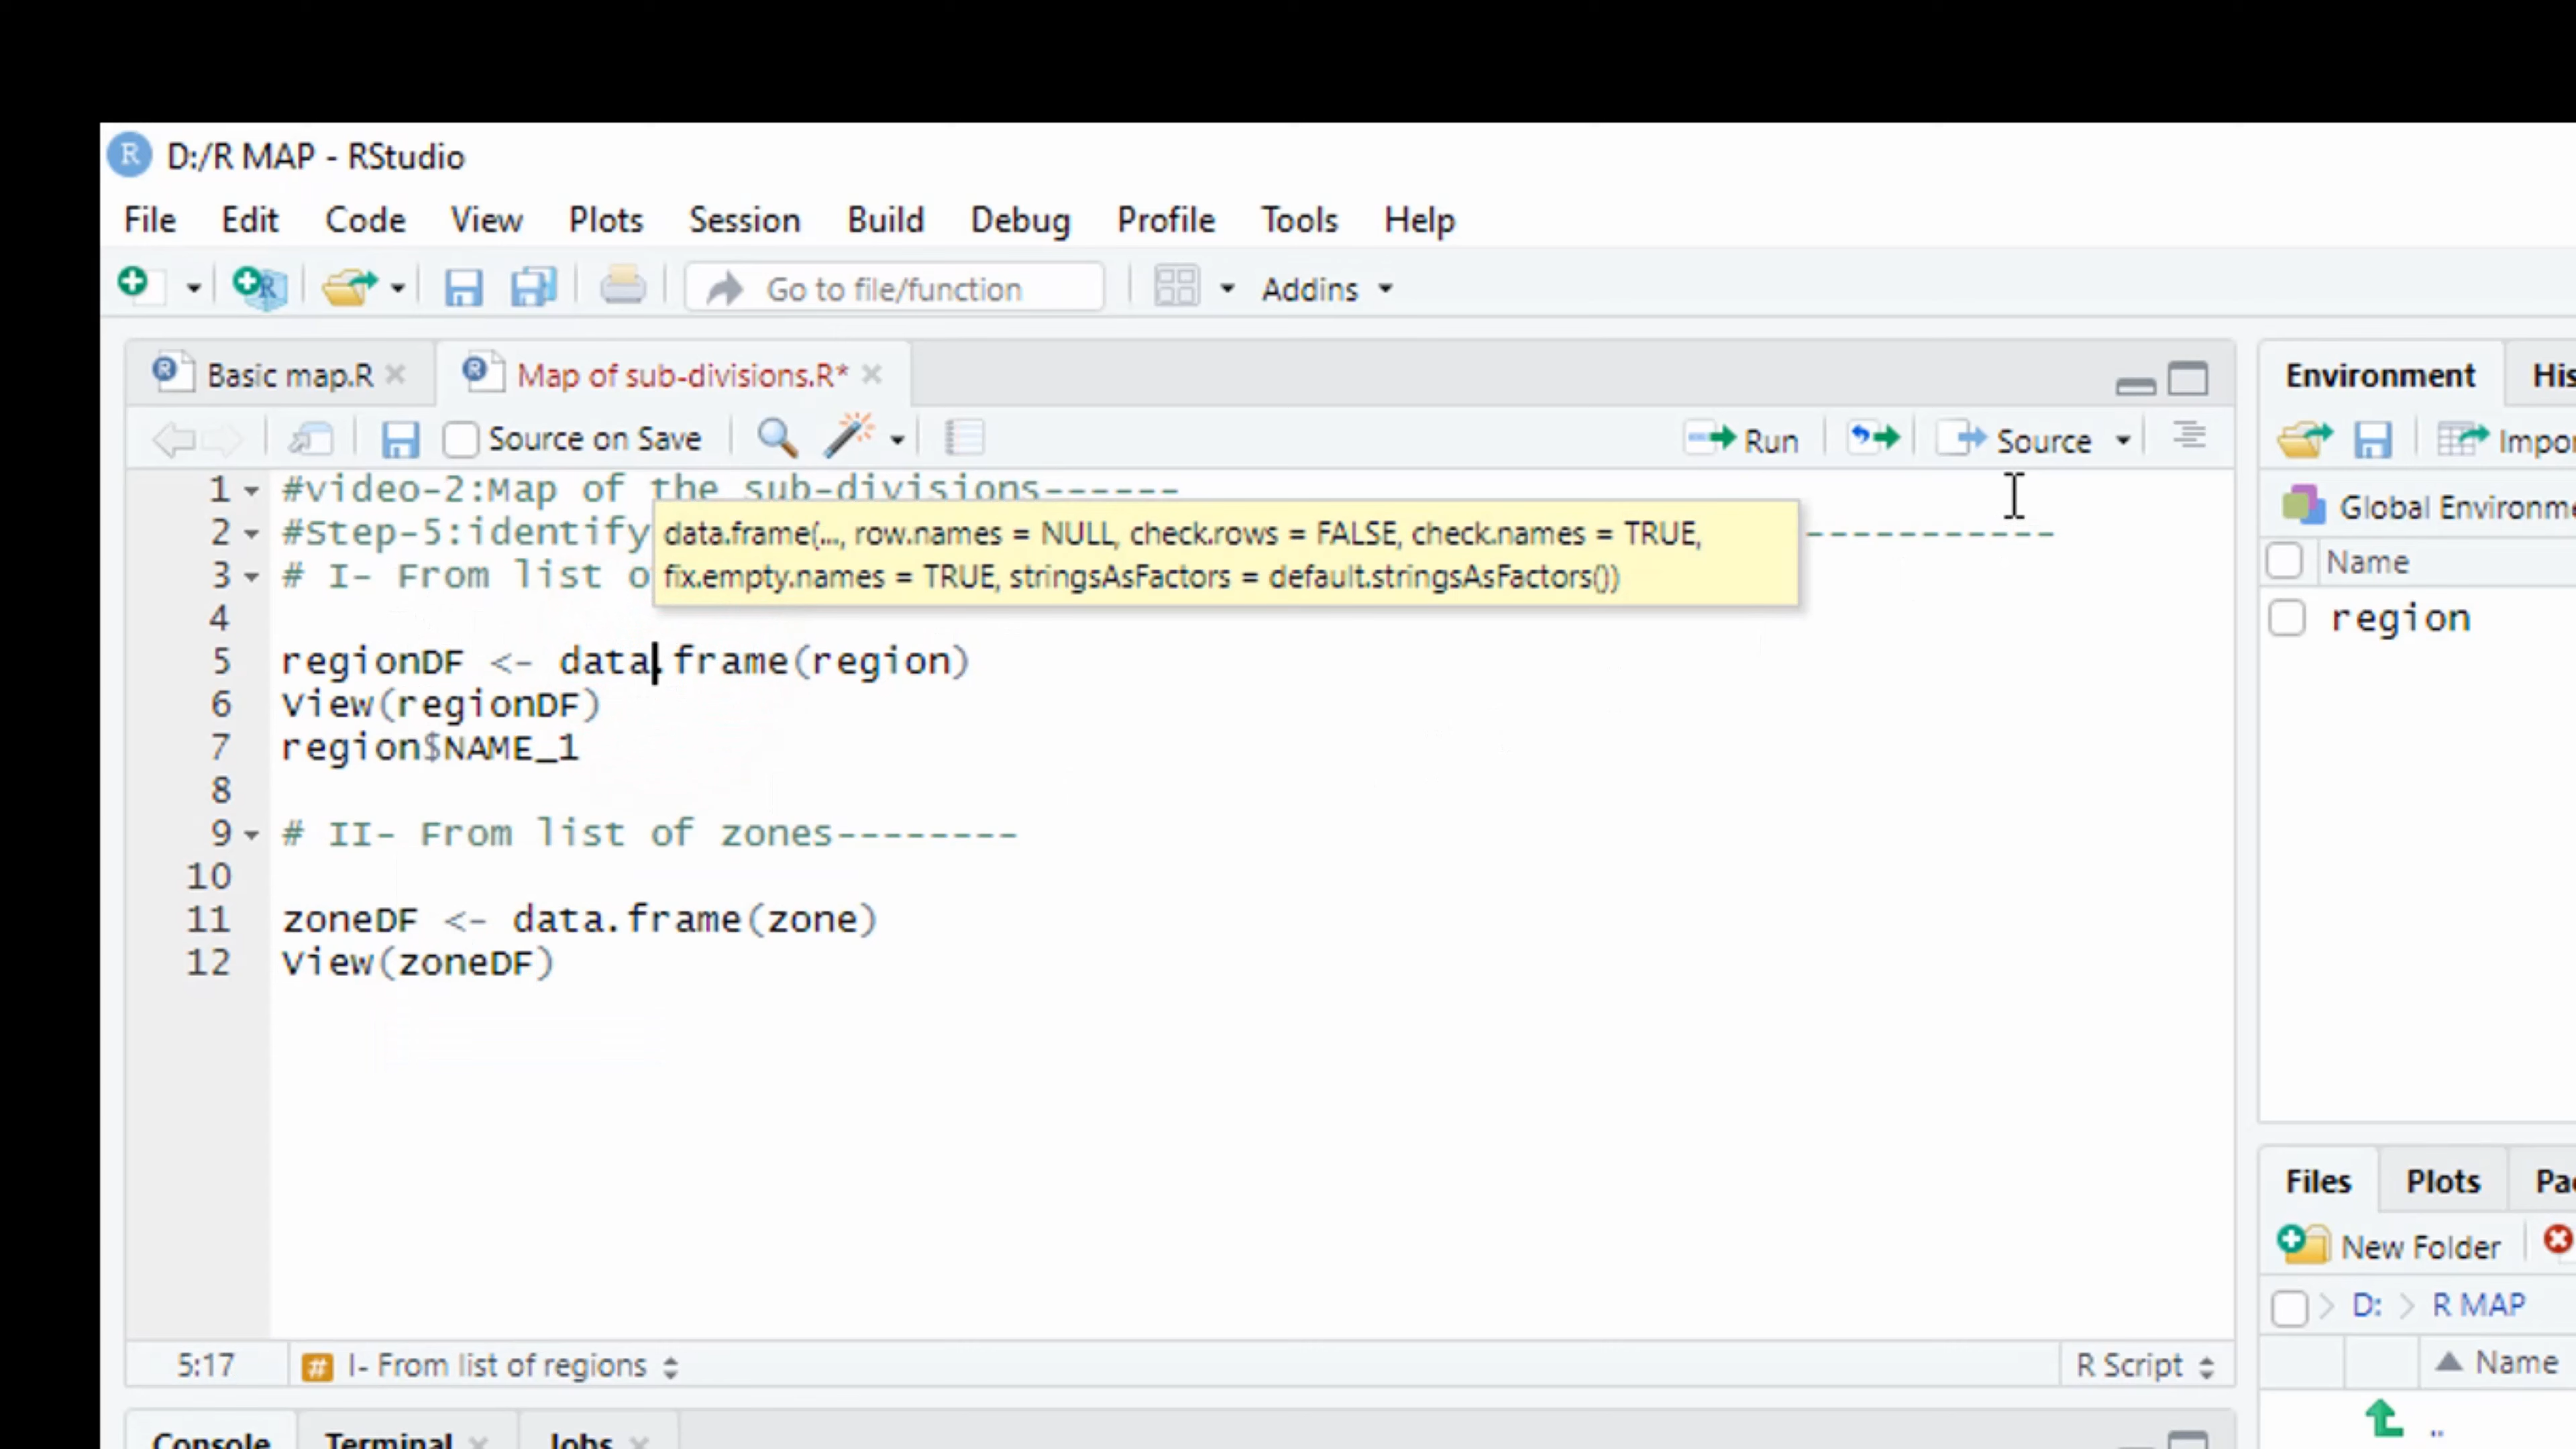 D:/R MAP - RStudio
File Edit Code View Plots Session Build Debug Profile Tools Help
Go to file/function Addins
Basic map.R Map of sub-divisions.R*
Source on Save Run Source
1 #video-2:Map of the sub-divisions------
2 #Step-5:identify -----------
3 # I- From list o
data.frame(..., row.names = NULL, check.rows = FALSE, check.names = TRUE,
fix.empty.names = TRUE, stringsAsFactors = default.stringsAsFactors())
4
5 regionDF <- data.frame(region)
6 View(regionDF)
7 region$NAME_1
8
9 # II- From list of zones--------
10
11 zoneDF <- data.frame(zone)
12 View(zoneDF)
5:17 # I- From list of regions R Script
Console Terminal Jobs
Environment
Global
Name
region
Files Plots
New Folder
D: R MAP
Name
..